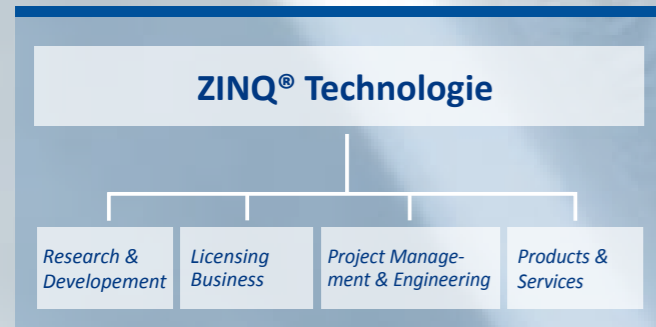 ZINQ® Technologie
Research &
Developement
Licensing
Business
Project Manage-
ment & Engineering
Products &
Services